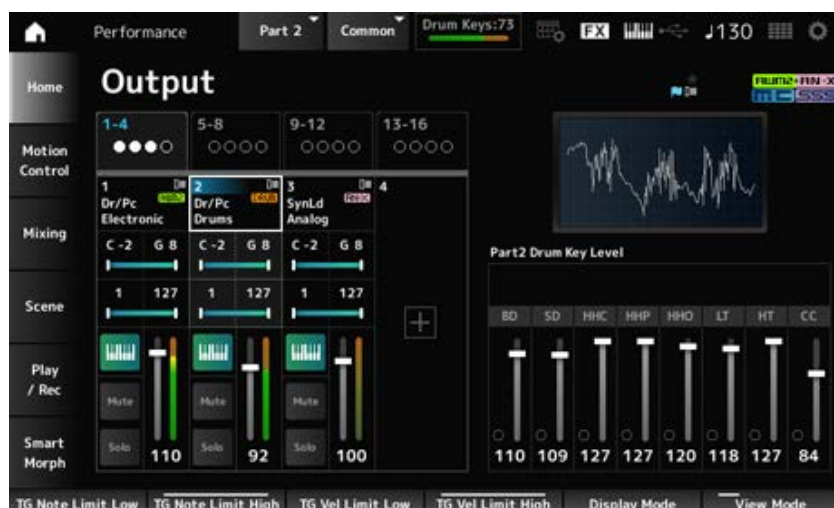 Performance
Part 2
Common
Drum Keys:73
FX
♩130
Home
Output
AWM2+AN-X
1-4
5-8
9-12
13-16
Motion
Control
1
2
3
4
Dr/Pc
AWM2
Dr/Pc
DRUM
SynLd
AN-X
Electronic
Drums
Analog
Mixing
C -2 G 8
C -2 G 8
C -2 G 8
Part2 Drum Key Level
1 127
1 127
1 127
Scene
BD SD HHC HHP HHO LT HT CC
Play
/ Rec
Mute
Mute
Mute
Smart
Morph
Solo 110
Solo 92
Solo 100
110 109 127 127 120 118 127 84
TG Note Limit Low
TG Note Limit High
TG Vel Limit Low
TG Vel Limit High
Display Mode
View Mode